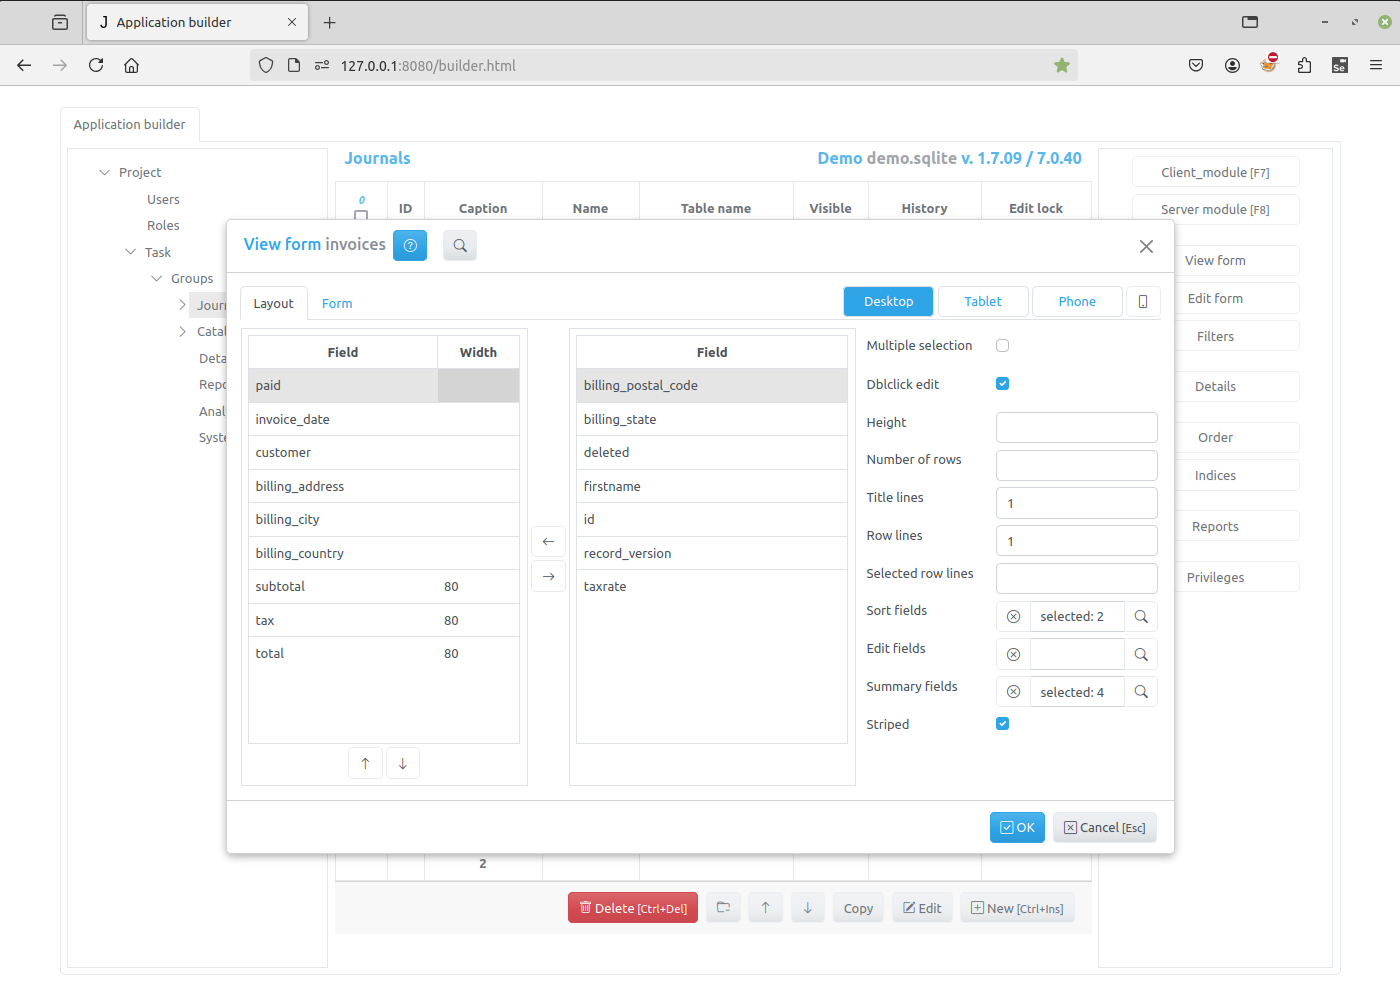 J Application builder
127.0.0.1:8080/builder.html
Application builder
Project
Users
Roles
Task
Groups
Journ
Catal
Deta
Repo
Anal
Syste
Journals
Demo demo.sqlite v. 1.7.09 / 7.0.40
0 ID Caption Name Table name Visible History Edit lock
Client_module [F7]
Server module [F8]
View form
Edit form
Filters
Details
Order
Indices
Reports
Privileges
View form invoices
Layout Form Desktop Tablet Phone
Field Width
paid
invoice_date
customer
billing_address
billing_city
billing_country
subtotal 80
tax 80
total 80
Field
billing_postal_code
billing_state
deleted
firstname
id
record_version
taxrate
Multiple selection
Dblclick edit
Height
Number of rows
Title lines 1
Row lines 1
Selected row lines
Sort fields selected: 2
Edit fields
Summary fields selected: 4
Striped
OK Cancel [Esc]
2
Delete [Ctrl+Del] Copy Edit New [Ctrl+Ins]
Se